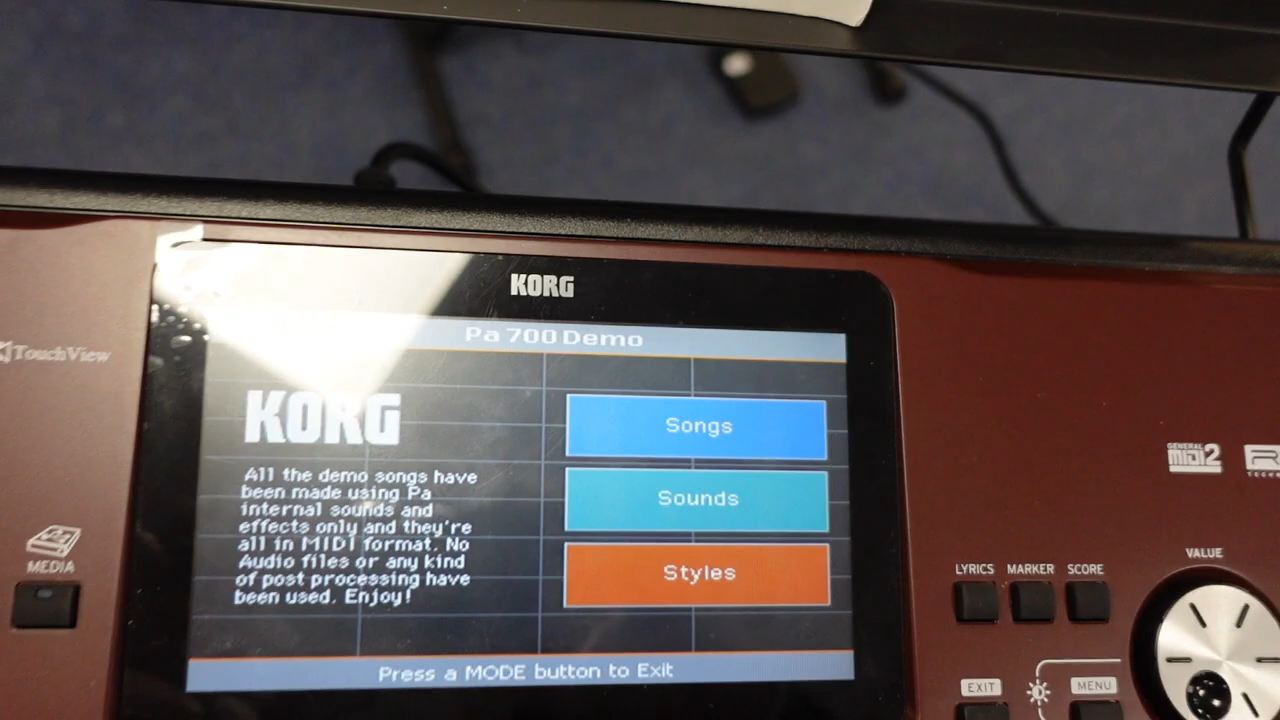 KORG
TouchView
Pa 700 Demo
KORG
All the demo songs have
been made using Pa
internal sounds and
effects only and they're
all in MIDI format. No
Audio files or any kind
of post processing have
been used. Enjoy!
Songs
Sounds
Styles
Press a MODE button to Exit
MEDIA
GENERAL
MIDI2
VALUE
LYRICS
MARKER
SCORE
EXIT
MENU